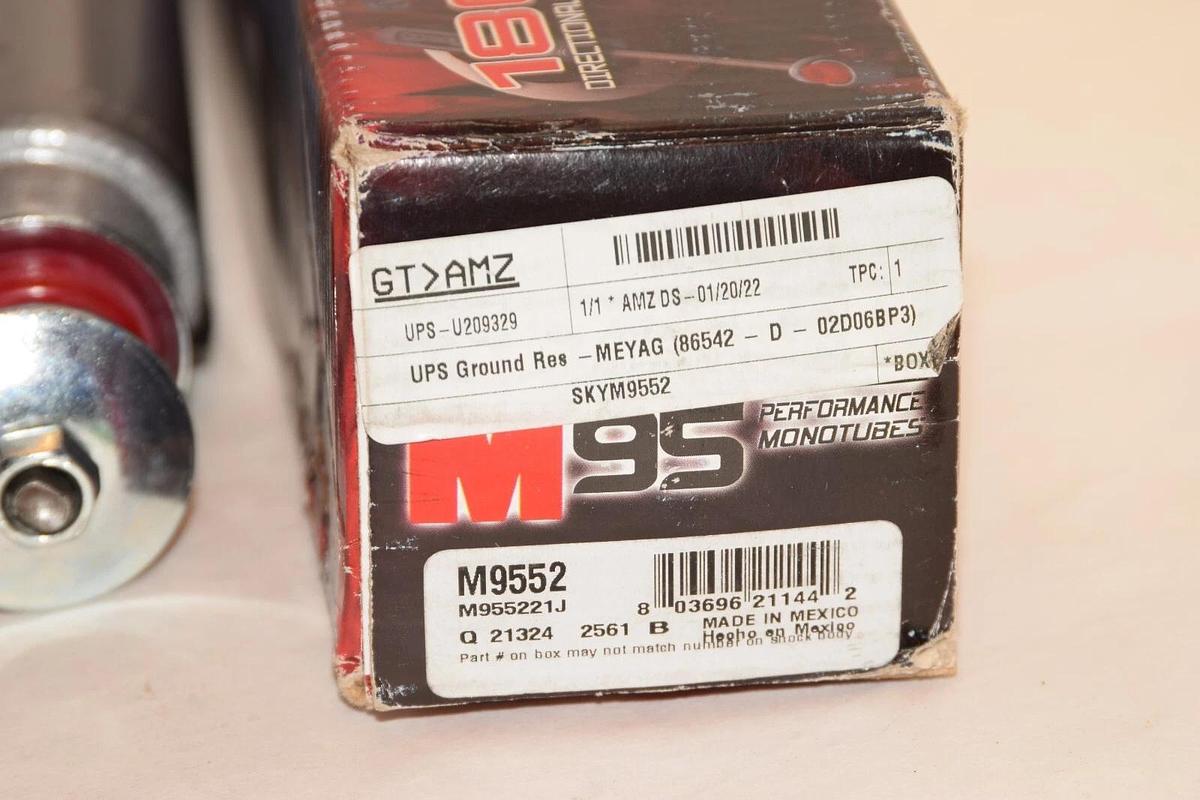 180
DIRECTIONAL
GT>AMZ
UPS-U209329
1/1 * AMZ DS-01/20/22
TPC: 1
UPS Ground Res -MEYAG (86542 - D - 02D06BP3)
SKYM9552
*BOX
M95
PERFORMANCE
MONOTUBES
M9552
M955221J
8 03696 21144 2
Q 21324 2561 B
MADE IN MEXICO
Hecho en Mexico
Part # on box may not match number on shock body.